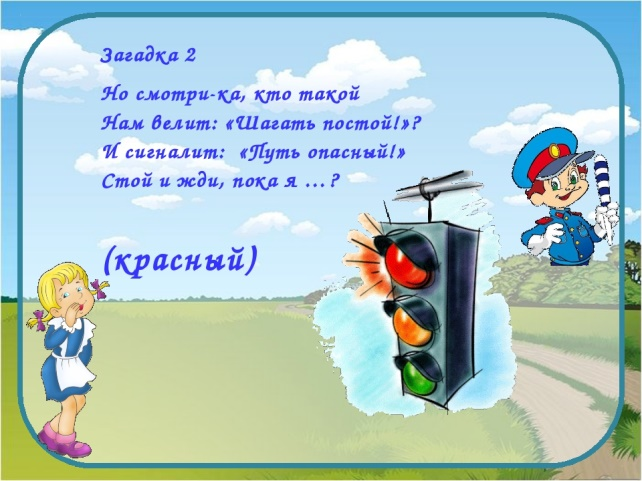 Загадка 2
Но смотри-ка, кто такой
Нам велит: «Шагать постой!»?
И сигналит: «Путь опасный!»
Стой и жди, пока я …?
(красный)